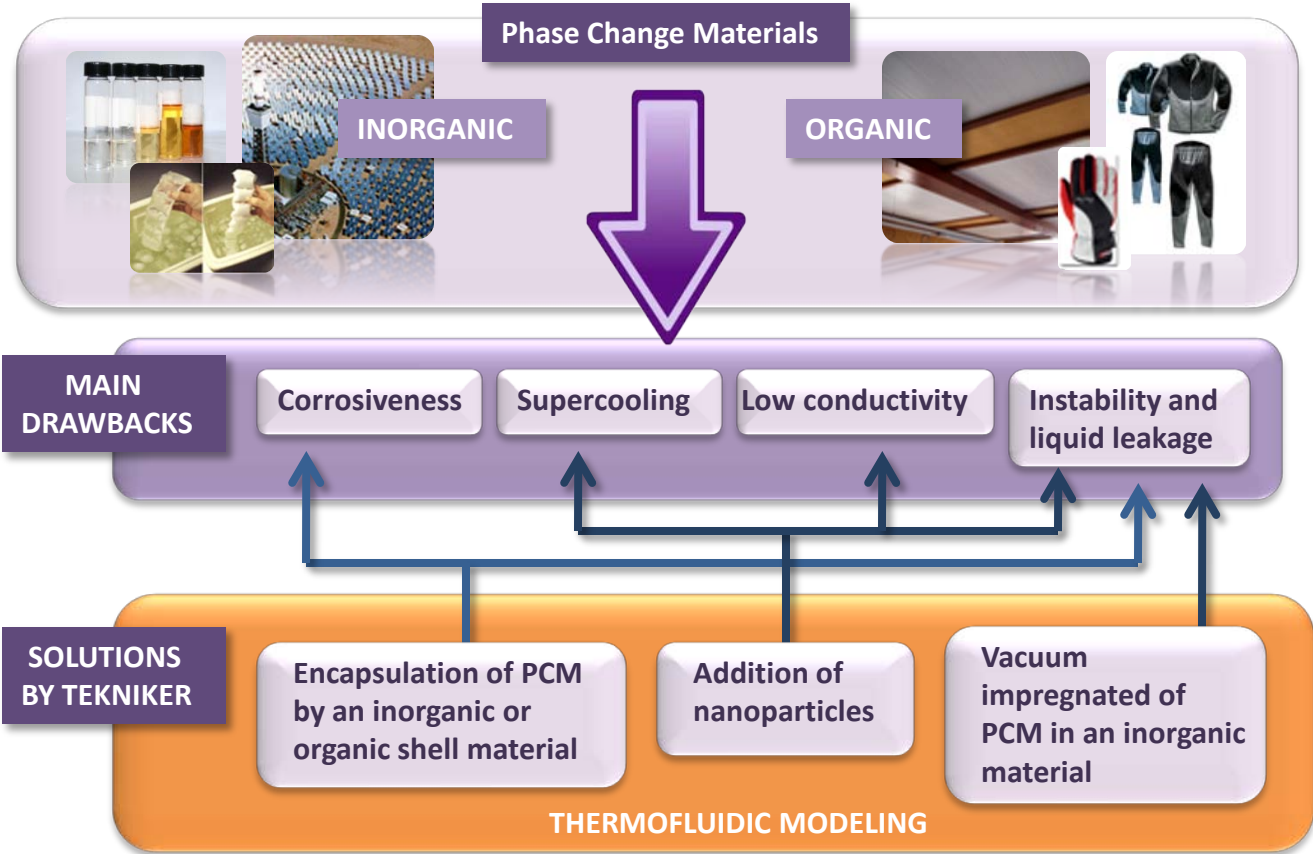 Phase Change Materials
INORGANIC
ORGANIC
MAIN
DRAWBACKS
Corrosiveness
Supercooling
Low conductivity
Instability and
liquid leakage
SOLUTIONS
BY TEKNIKER
Encapsulation of PCM
by an inorganic or
organic shell material
Addition of
nanoparticles
Vacuum
impregnated of
PCM in an inorganic
material
THERMOFLUIDIC MODELING